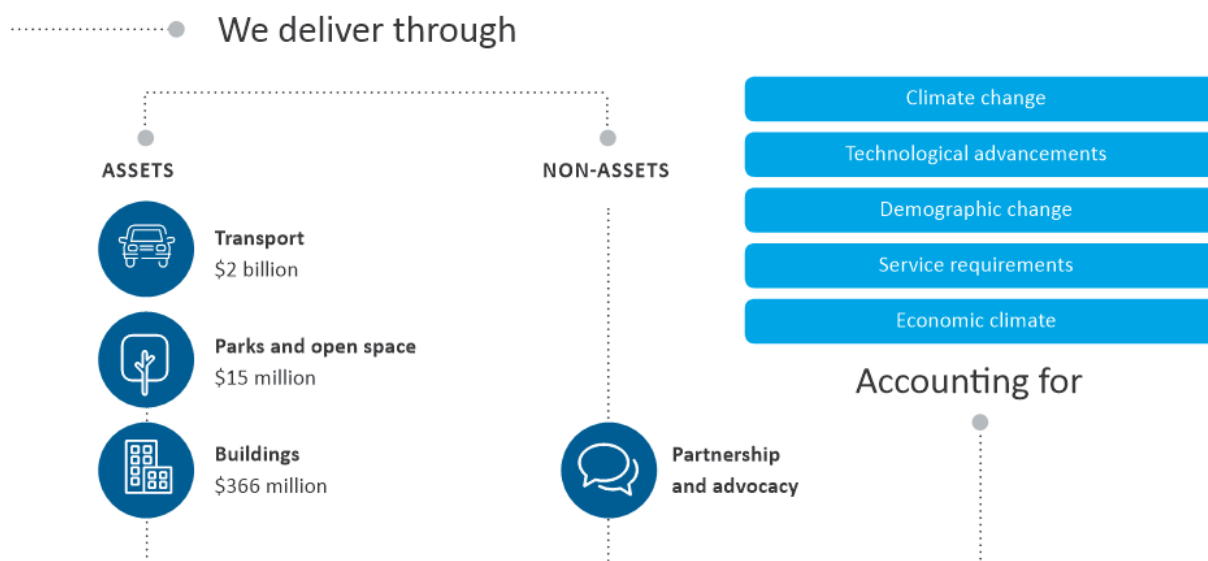 We deliver through
ASSETS
Transport
$2 billion
Parks and open space
$15 million
Buildings
$366 million
NON-ASSETS
Partnership
and advocacy
Climate change
Technological advancements
Demographic change
Service requirements
Economic climate
Accounting for